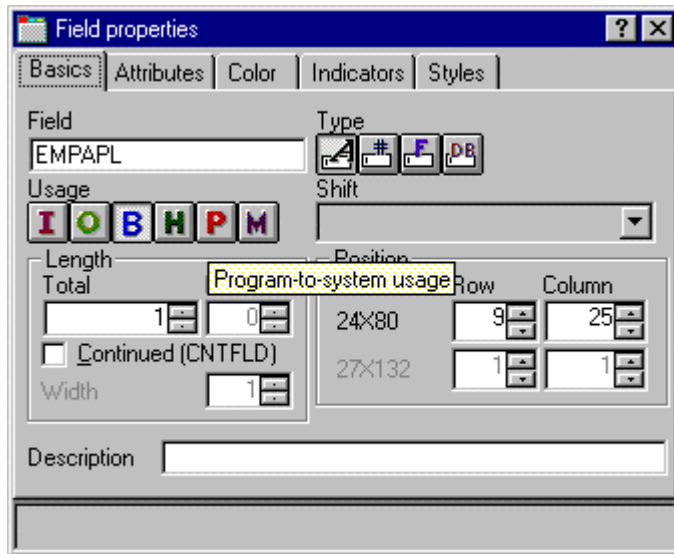 Field properties
Basics Attributes Color Indicators Styles
Field Type
EMPAPL A # F DB
Usage Shift
I O B H P M
Length Position
Total Program-to-system usage Row Column
1 0 24X80 9 25
Continued (CNTFLD) 27X132 1 1
Width 1
Description